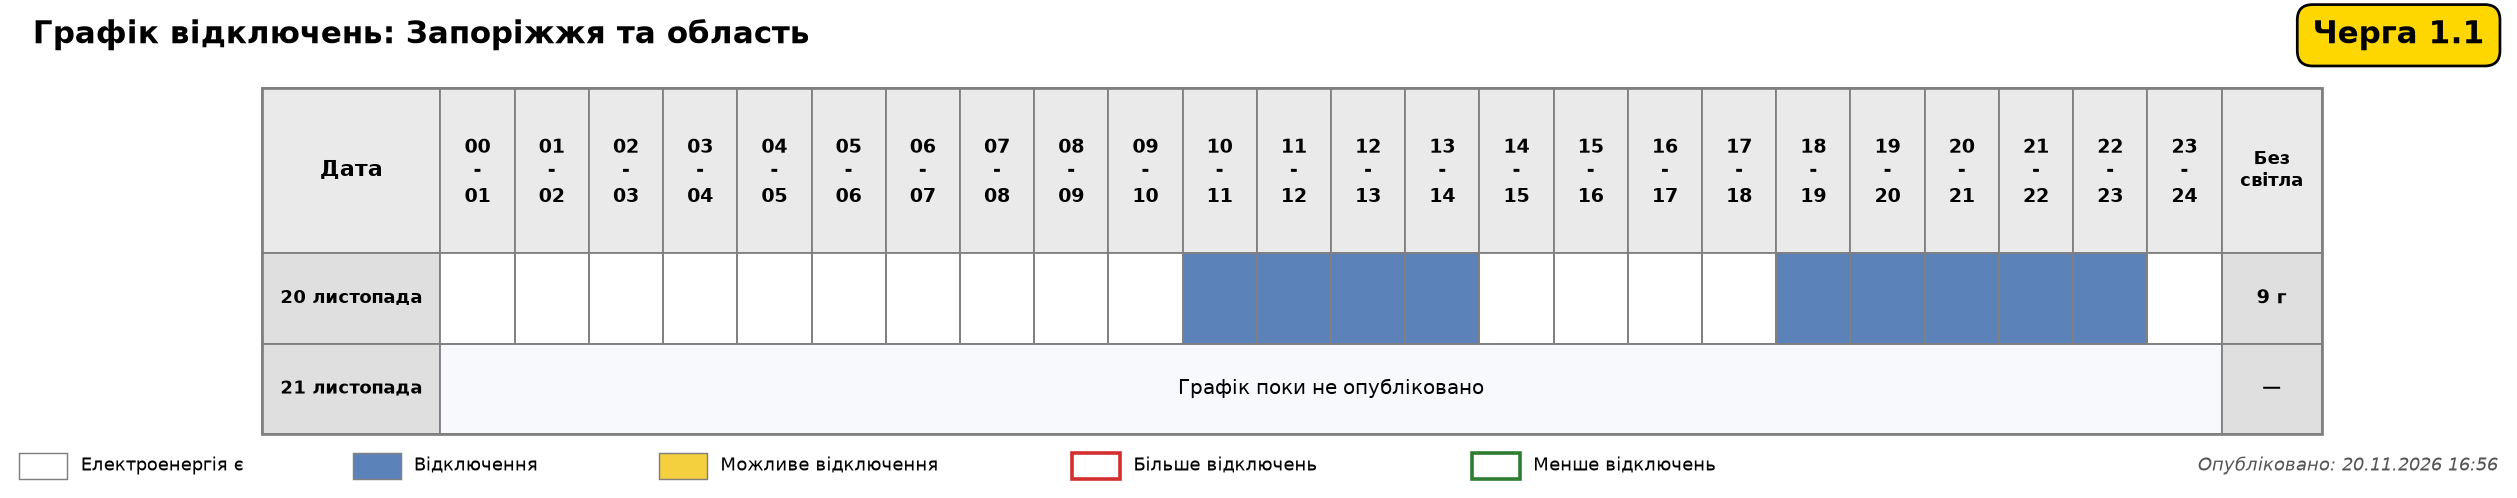 Графік відключень: Запоріжжя та область
Черга 1.1
Дата 00 - 01 01 - 02 02 - 03 03 - 04 04 - 05 05 - 06 06 - 07 07 - 08 08 - 09 09 - 10 10 - 11 11 - 12 12 - 13 13 - 14 14 - 15 15 - 16 16 - 17 17 - 18 18 - 19 19 - 20 20 - 21 21 - 22 22 - 23 23 - 24 Без світла
20 листопада 9 г
21 листопада Графік поки не опубліковано —
Електроенергія є Відключення Можливе відключення Більше відключень Менше відключень Опубліковано: 20.11.2026 16:56